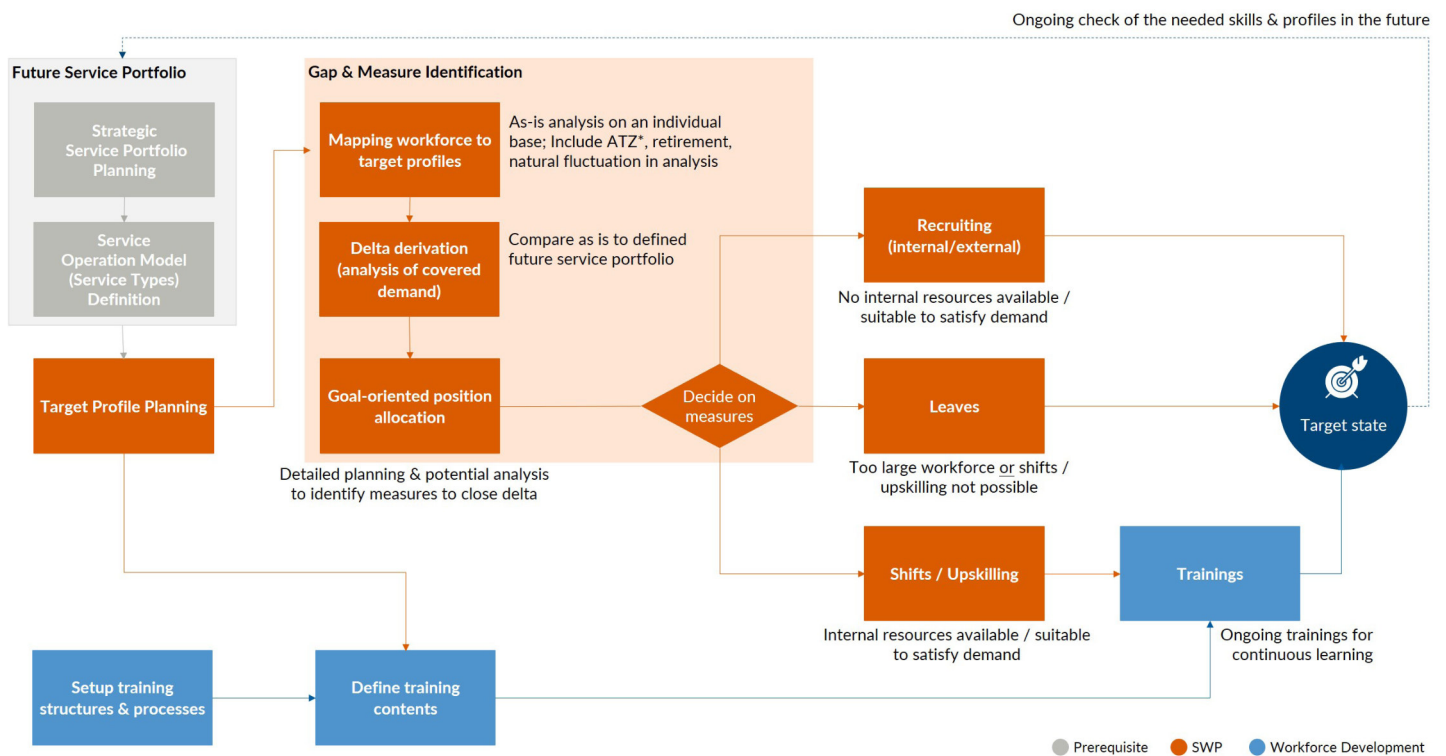 Ongoing check of the needed skills & profiles in the future
Future Service Portfolio
Strategic
Service Portfolio
Planning
Service
Operation Model
(Service Types)
Definition
Target Profile Planning
Gap & Measure Identification
Mapping workforce to
target profiles
As-is analysis on an individual
base; Include ATZ*, retirement,
natural fluctuation in analysis
Delta derivation
(analysis of covered
demand)
Compare as is to defined
future service portfolio
Goal-oriented position
allocation
Detailed planning & potential analysis
to identify measures to close delta
Decide on
measures
Recruiting
(internal/external)
No internal resources available /
suitable to satisfy demand
Leaves
Too large workforce or shifts /
upskilling not possible
Shifts / Upskilling
Internal resources available / suitable
to satisfy demand
Target state
Trainings
Ongoing trainings for
continuous learning
Setup training
structures & processes
Define training
contents
Prerequisite
SWP
Workforce Development